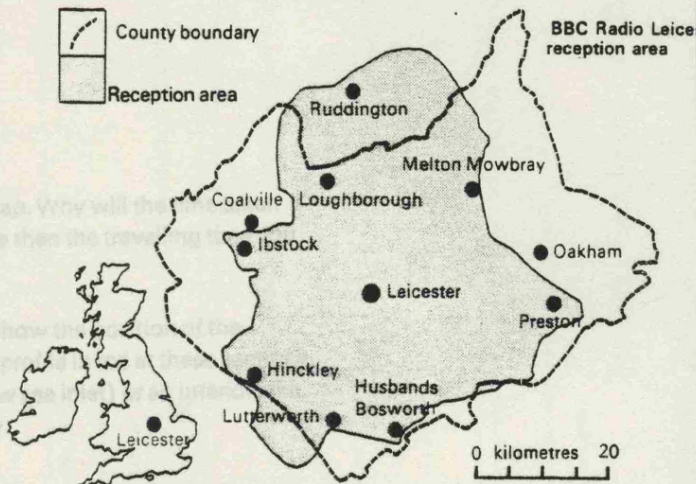 County boundary
Reception area
BBC Radio Leice
reception area
Ruddington
Melton Mowbray
Coalville
Loughborough
Ibstock
Oakham
Leicester
Preston
Hinckley
Husbands
Bosworth
Lutterworth
Leicester
0 kilometres 20